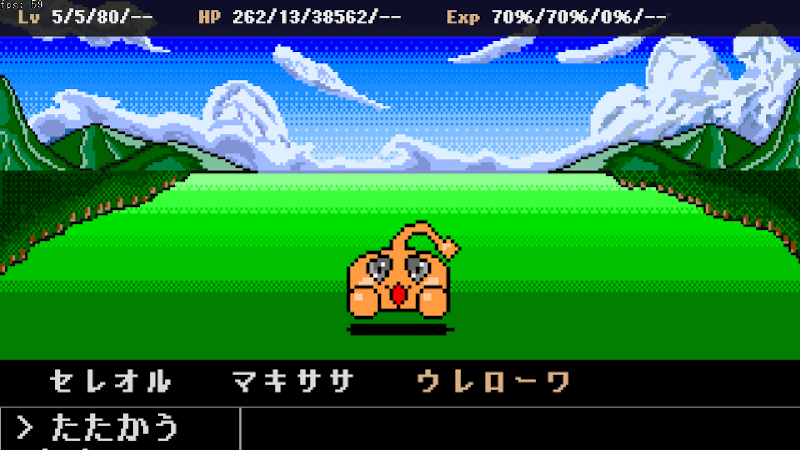 fps: 59
Lv 5/5/80/-- HP 262/13/38562/-- Exp 70%/70%/0%/--
セレオル マキササ ウレローワ
> たたかう